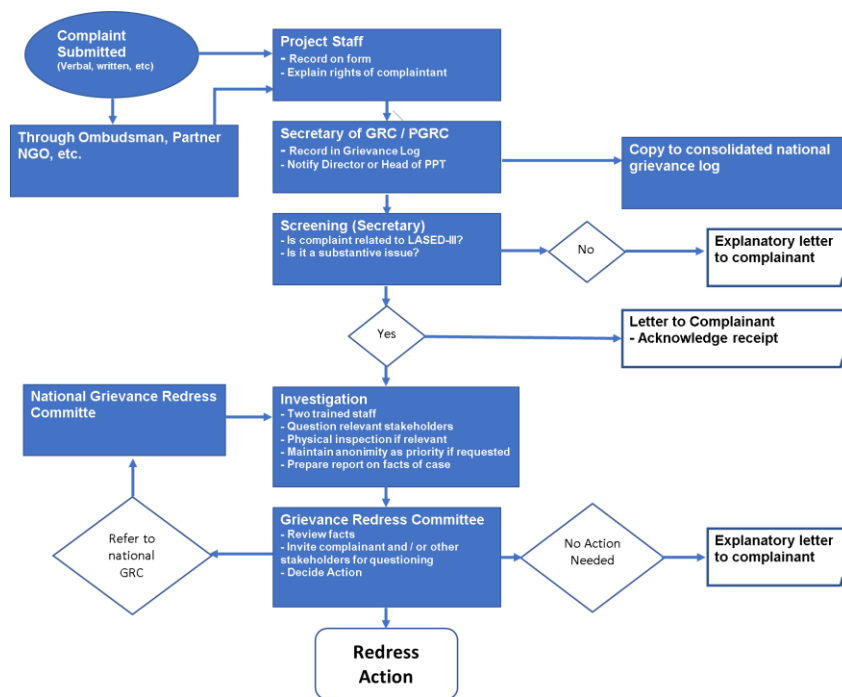 Complaint
Submitted
(Verbal, written, etc)
Project Staff
- Record on form
- Explain rights of complaintant
Through Ombudsman, Partner
NGO, etc.
Secretary of GRC / PGRC
- Record in Grievance Log
- Notify Director or Head of PPT
Copy to consolidated national
grievance log
Screening (Secretary)
- Is complaint related to LASED-III?
- Is it a substantive issue?
No
Explanatory letter
to complainant
Yes
Letter to Complainant
- Acknowledge receipt
National Grievance Redress
Committe
Investigation
- Two trained staff
- Question relevant stakeholders
- Physical inspection if relevant
- Maintain anonimity as priority if requested
- Prepare report on facts of case
Refer to
national
GRC
Grievance Redress Committee
- Review facts
- Invite complainant and / or other
stakeholders for questioning
- Decide Action
No Action
Needed
Explanatory letter
to complainant
Redress
Action